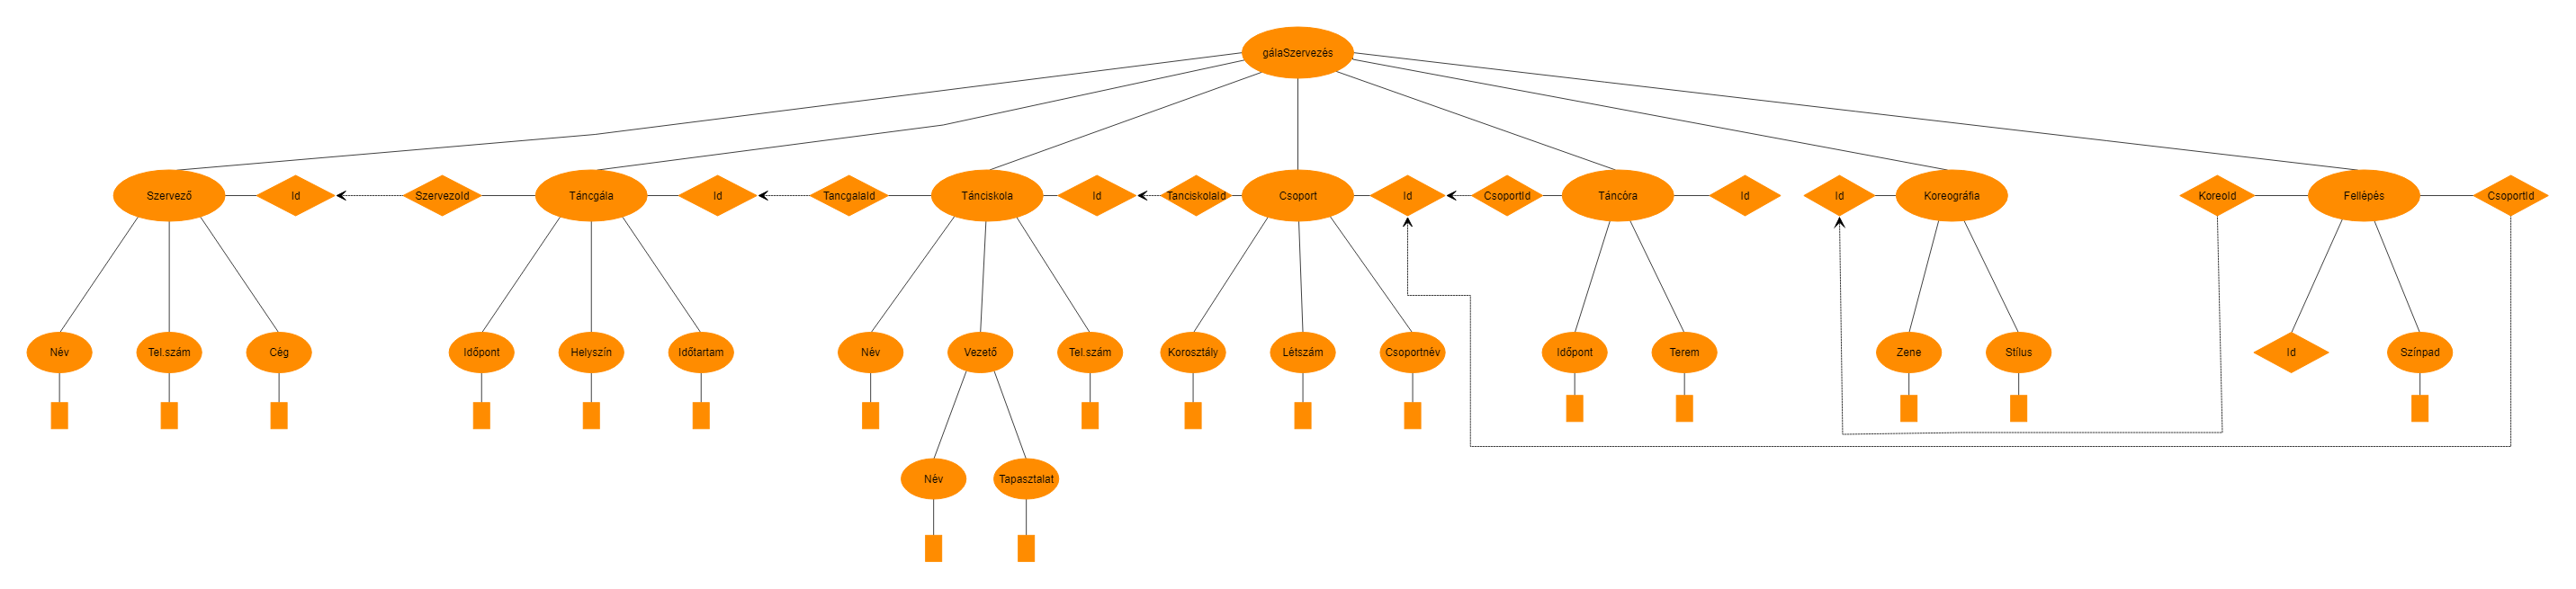 gálaSzervezés
Szervező
Id
SzervezoId
Táncgála
Id
TancgalaId
Tánciskola
Id
TanciskolaId
Csoport
Id
CsoportId
Táncóra
Id
Id
Koreográfia
KoreoId
Fellépés
CsoportId
Név
Tel.szám
Cég
Időpont
Helyszín
Időtartam
Név
Vezető
Tel.szám
Korosztály
Létszám
Csoportnév
Időpont
Terem
Zene
Stílus
Id
Színpad
Név
Tapasztalat